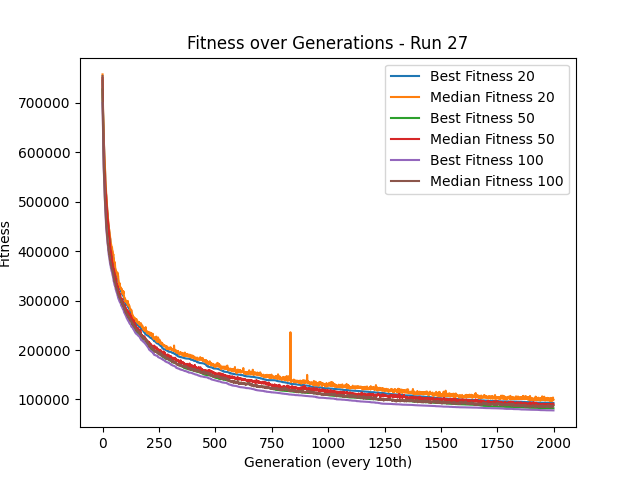 Fitness over Generations - Run 27
Best Fitness 20
Median Fitness 20
Best Fitness 50
Median Fitness 50
Best Fitness 100
Median Fitness 100
700000
600000
500000
400000
300000
200000
100000
Fitness
0 250 500 750 1000 1250 1500 1750 2000
Generation (every 10th)